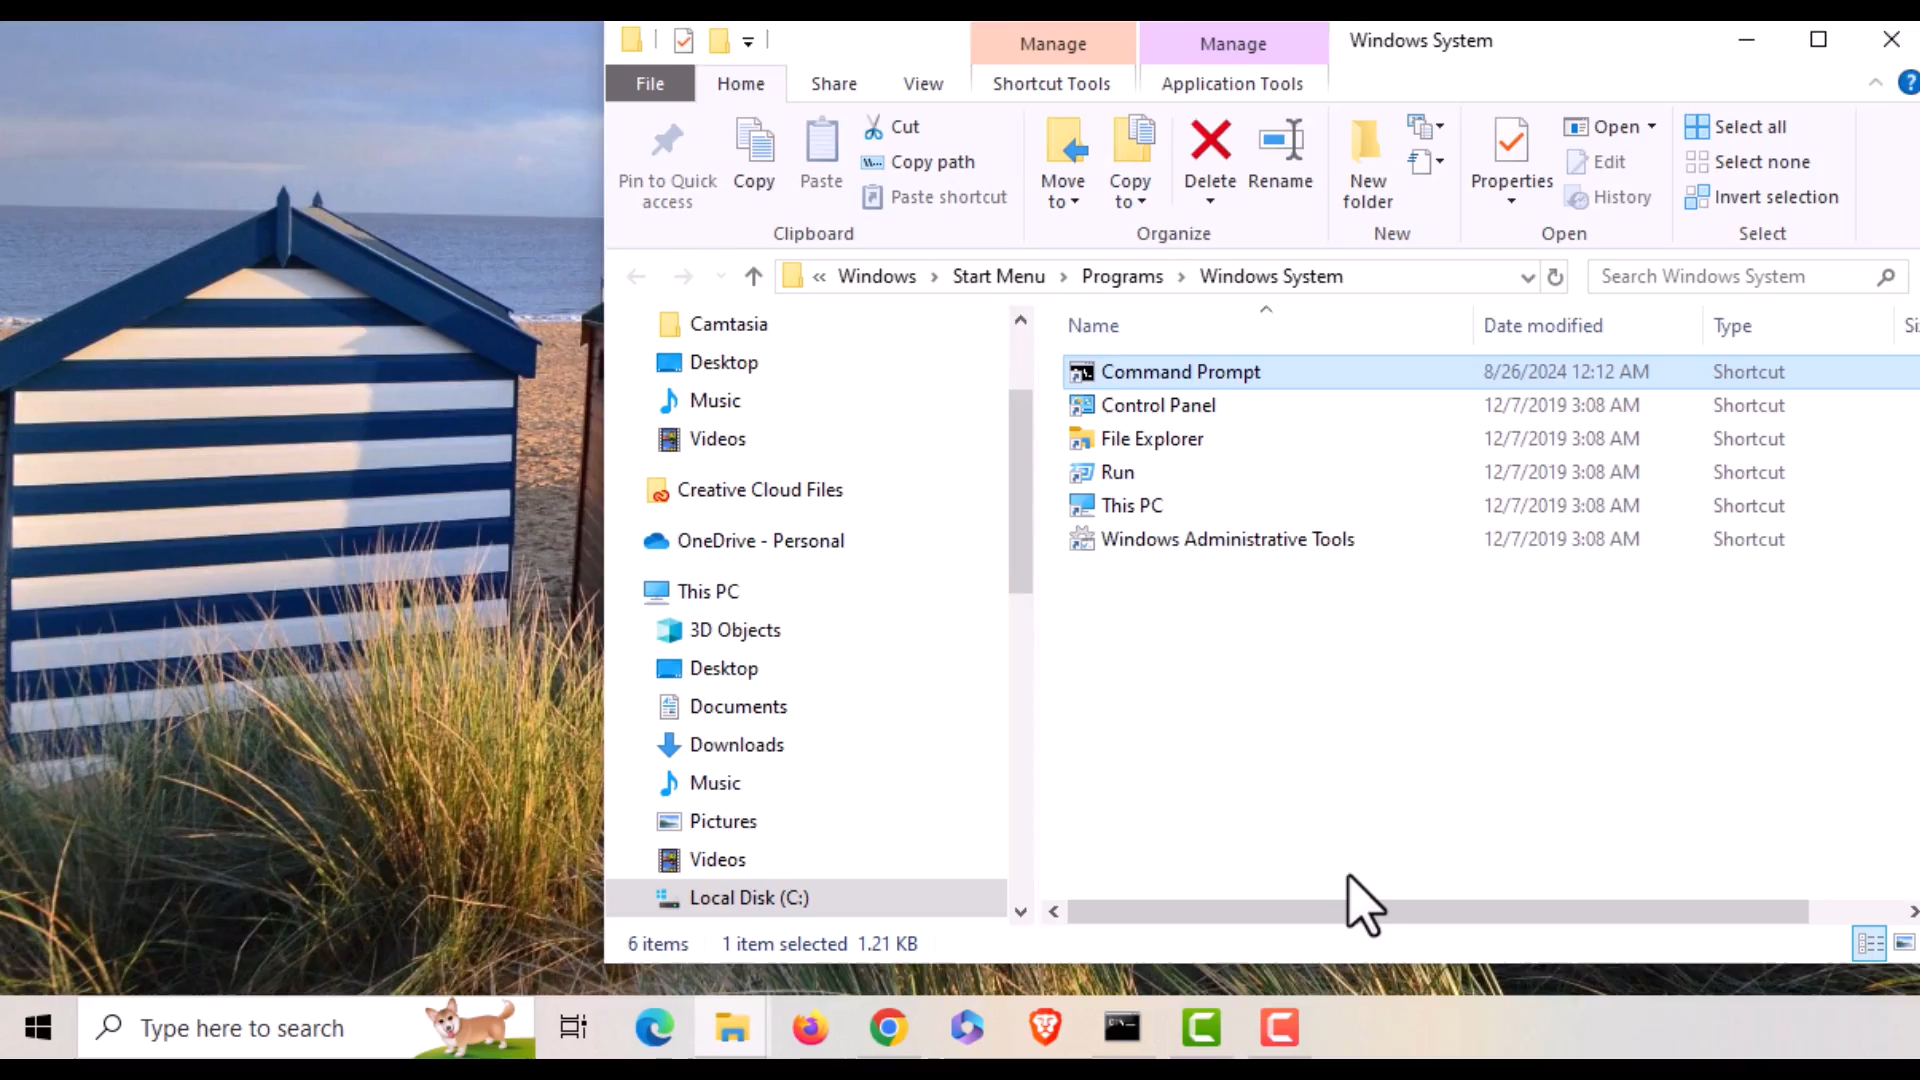 Manage
Manage
Windows System
File
Home
Share
View
Shortcut Tools
Application Tools
Pin to Quick access
Copy
Paste
Cut
Copy path
Paste shortcut
Clipboard
Move to
Copy to
Delete
Rename
Organize
New folder
New
Properties
Open
Edit
History
Open
Select all
Select none
Invert selection
Select
« Windows › Start Menu › Programs › Windows System
Search Windows System
Camtasia
Desktop
Music
Videos
Creative Cloud Files
OneDrive - Personal
This PC
3D Objects
Desktop
Documents
Downloads
Music
Pictures
Videos
Local Disk (C:)
Name Date modified Type
Command Prompt 8/26/2024 12:12 AM Shortcut
Control Panel 12/7/2019 3:08 AM Shortcut
File Explorer 12/7/2019 3:08 AM Shortcut
Run 12/7/2019 3:08 AM Shortcut
This PC 12/7/2019 3:08 AM Shortcut
Windows Administrative Tools 12/7/2019 3:08 AM Shortcut
6 items 1 item selected 1.21 KB
Type here to search